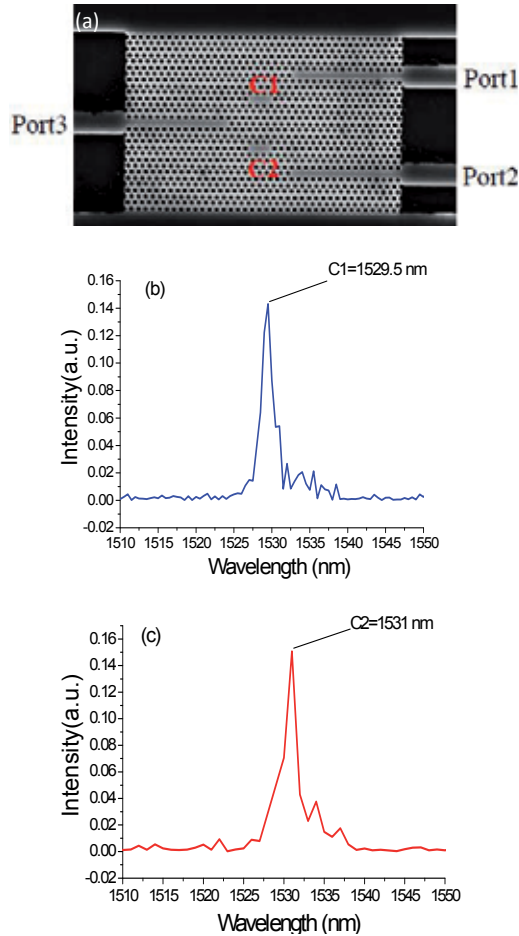 (a)
C1
Port1
Port3
C2
Port2
(b)
C1=1529.5 nm
0.16
0.14
0.12
0.10
0.08
0.06
0.04
0.02
0.00
-0.02
Intensity(a.u.)
1510 1515 1520 1525 1530 1535 1540 1545 1550
Wavelength (nm)
(c)
C2=1531 nm
0.16
0.14
0.12
0.10
0.08
0.06
0.04
0.02
0.00
-0.02
Intensity(a.u.)
1510 1515 1520 1525 1530 1535 1540 1545 1550
Wavelength (nm)